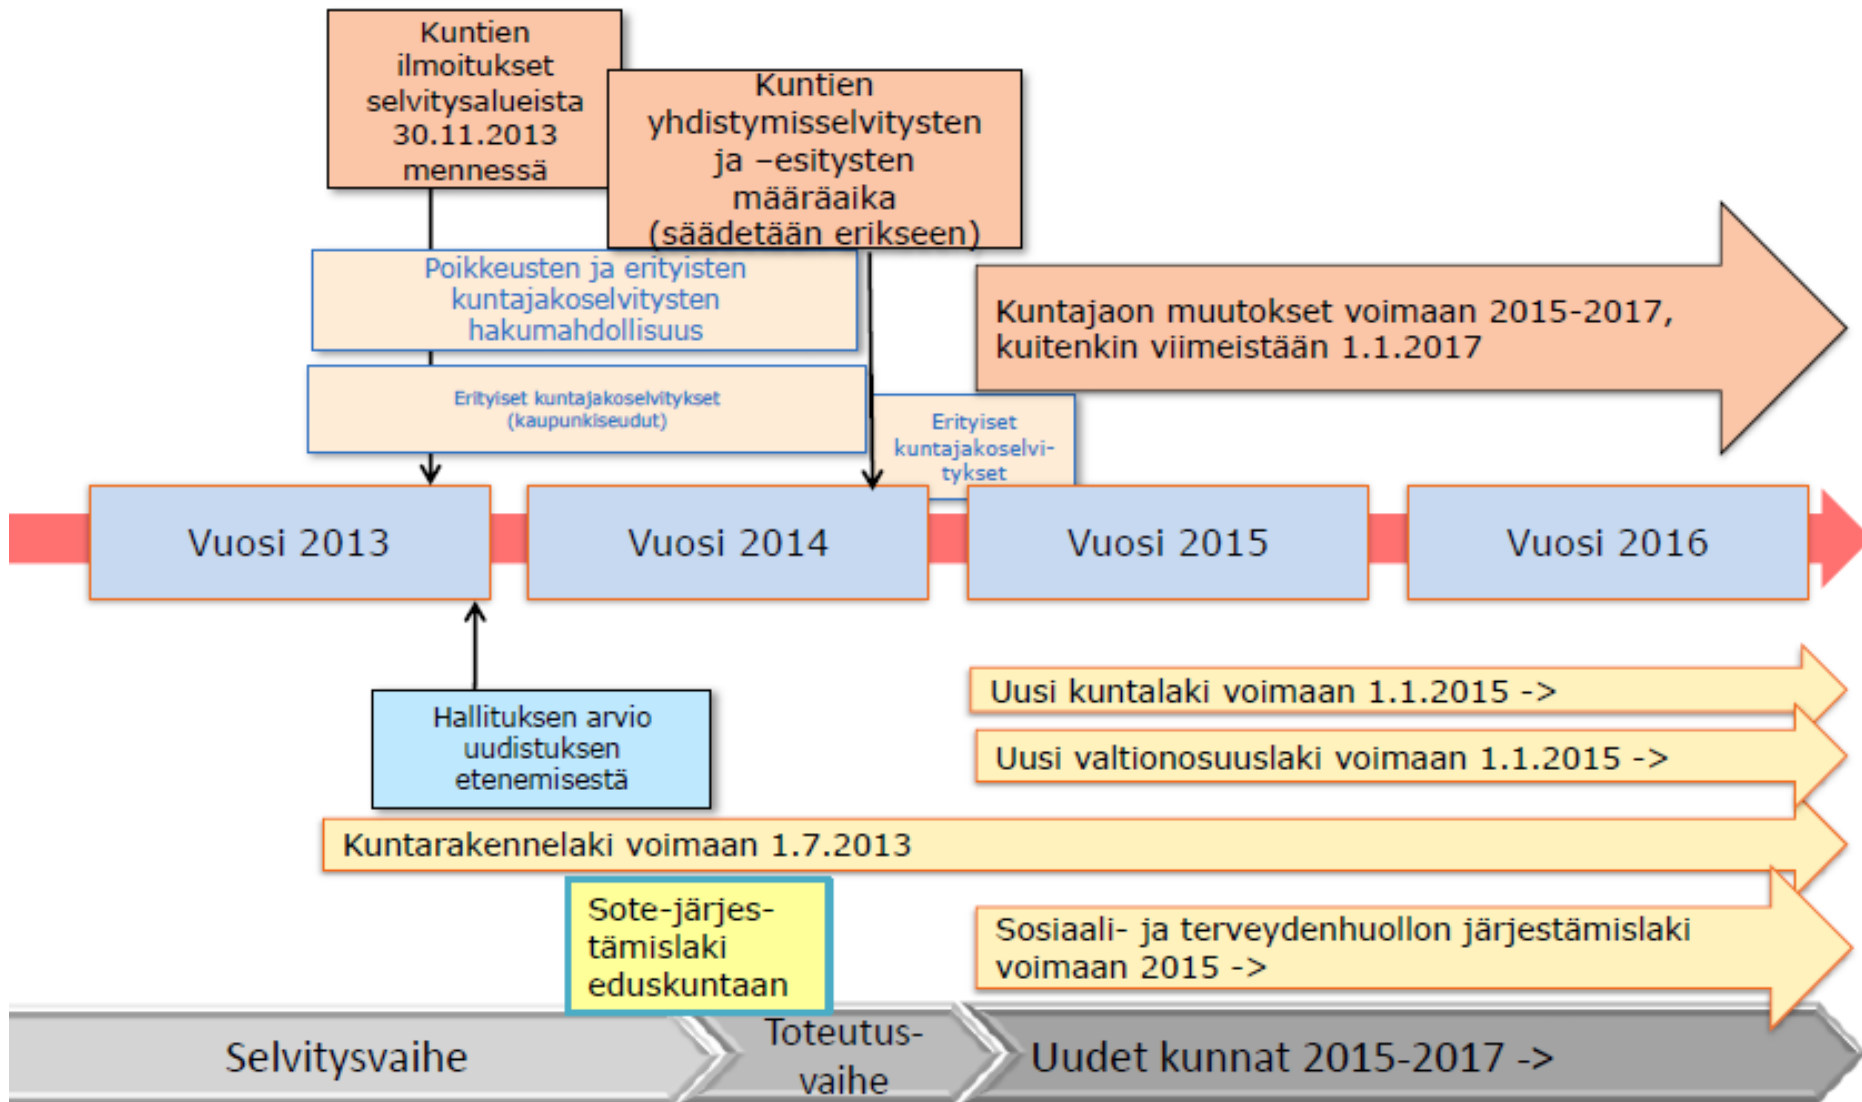 Kuntien
ilmoitukset
selvitysalueista
30.11.2013
mennessä
Kuntien
yhdistymisselvitysten
ja –esitysten
määräaika
(säädetään erikseen)
Poikkeusten ja erityisten
kuntajakoselvitysten
hakumahdollisuus
Kuntajaon muutokset voimaan 2015-2017,
kuitenkin viimeistään 1.1.2017
Erityiset kuntajakoselvitykset
(kaupunkiseudut)
Erityiset
kuntajakoselvi-
tykset
Vuosi 2013
Vuosi 2014
Vuosi 2015
Vuosi 2016
Hallituksen arvio
uudistuksen
etenemisestä
Uusi kuntalaki voimaan 1.1.2015 ->
Uusi valtionosuuslaki voimaan 1.1.2015 ->
Kuntarakennelaki voimaan 1.7.2013
Sote-järjes-
tämislaki
eduskuntaan
Sosiaali- ja terveydenhuollon järjestämislaki
voimaan 2015 ->
Selvitysvaihe
Toteutus-
vaihe
Uudet kunnat 2015-2017 ->